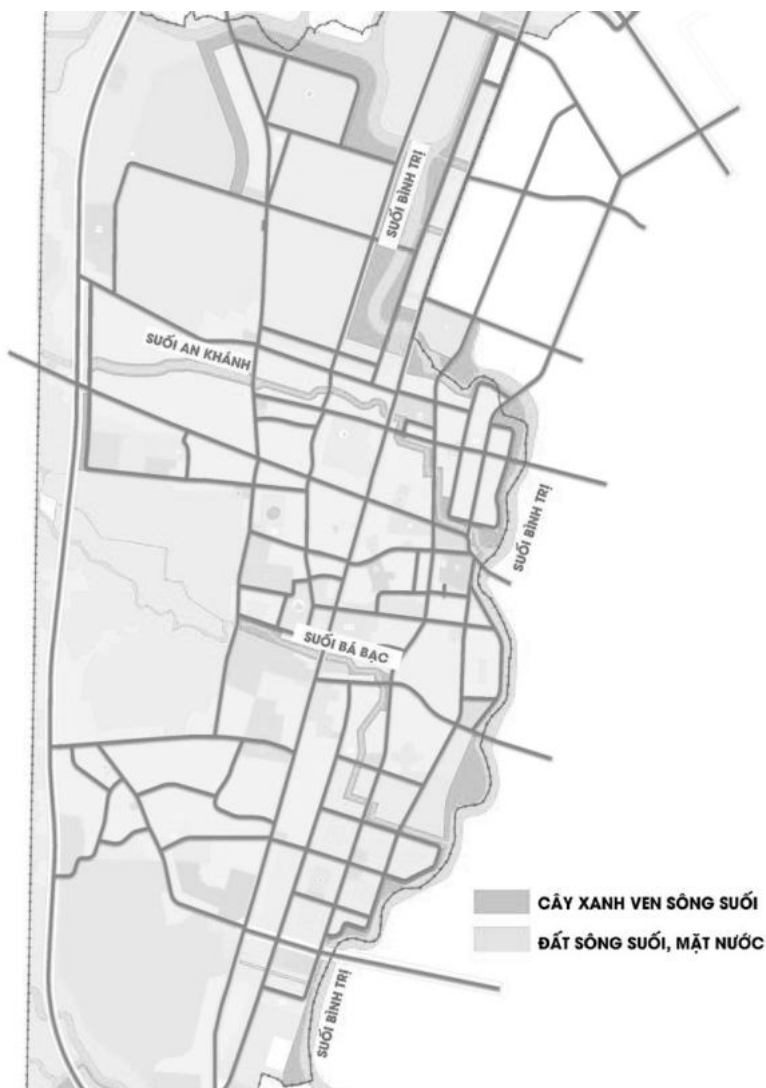 SUỐI BÌNH TRỊ
SUỐI AN KHÁNH
SUỐI BÌNH TRỊ
SUỐI BÁ BẠC
CÂY XANH VEN SÔNG SUỐI
ĐẤT SÔNG SUỐI, MẶT NƯỚC
SUỐI BÌNH TRỊ